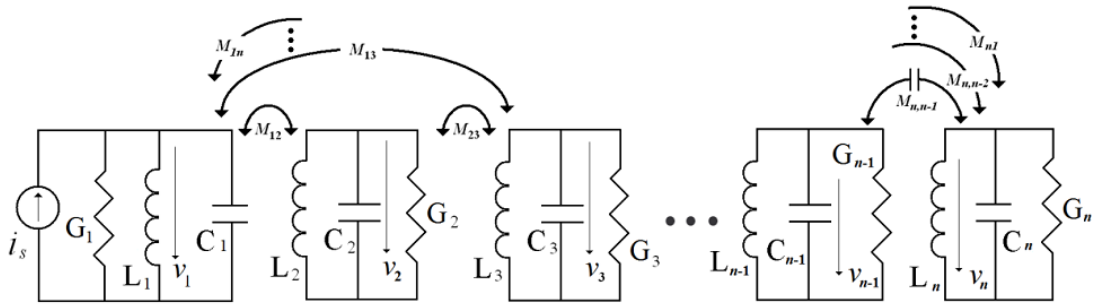 M1n
M13
Mn1
Mn,n-2
Mn,n-1
M12
M23
is
G1
L1
v1
C1
L2
C2
v2
G2
L3
C3
v3
G3
Ln-1
Cn-1
Gn-1
vn-1
Ln
vn
Cn
Gn